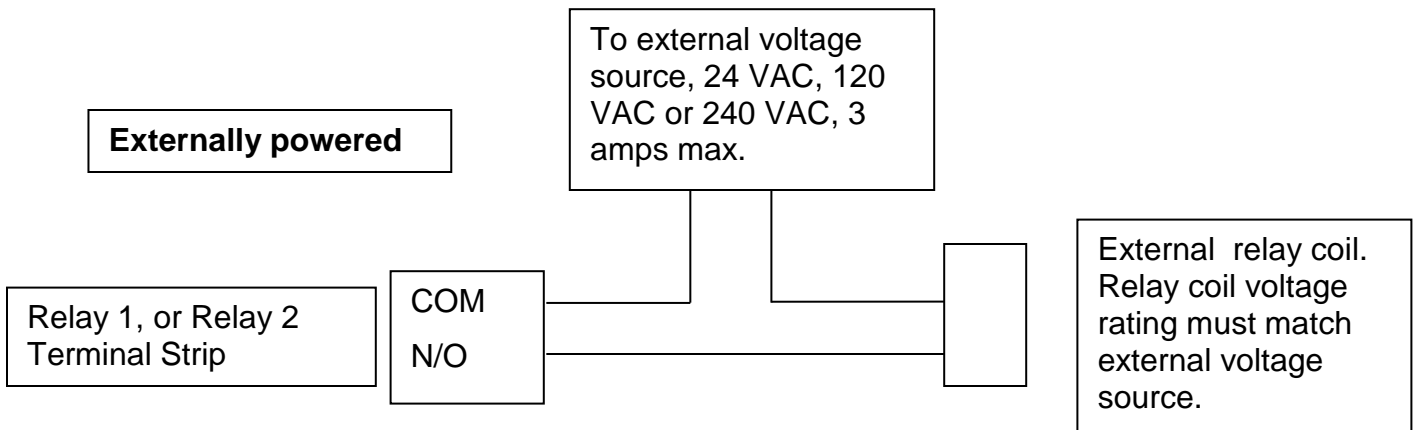 To external voltage
source, 24 VAC, 120
VAC or 240 VAC, 3
amps max.
Externally powered
Relay 1, or Relay 2
Terminal Strip
COM
N/O
External relay coil.
Relay coil voltage
rating must match
external voltage
source.